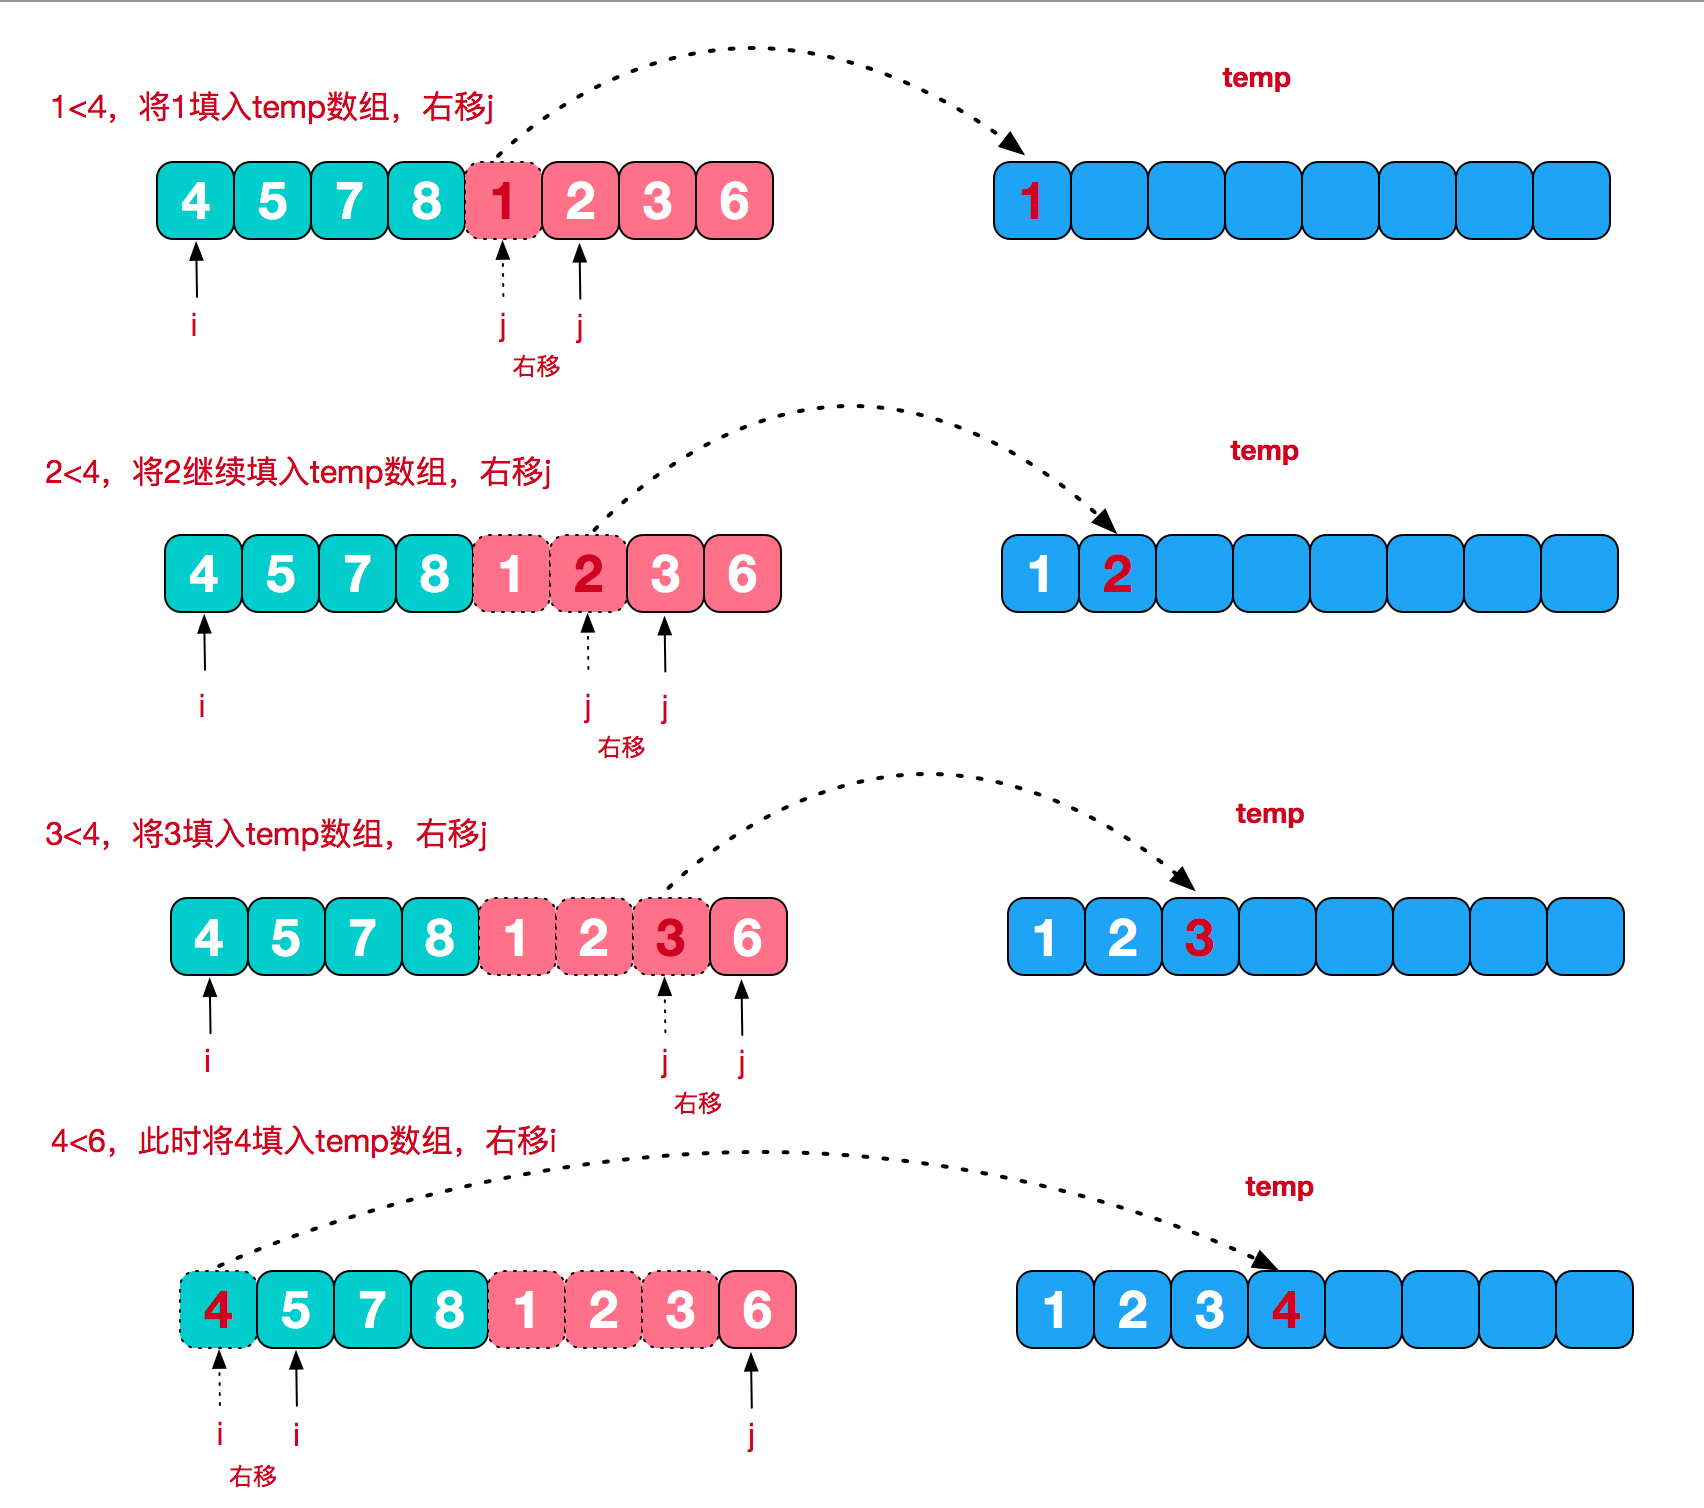 temp
1<4，将1填入temp数组，右移j
4 5 7 8 1 2 3 6
1
i j j
右移
temp
2<4，将2继续填入temp数组，右移j
4 5 7 8 1 2 3 6
1 2
i j j
右移
temp
3<4，将3填入temp数组，右移j
4 5 7 8 1 2 3 6
1 2 3
i j j
右移
4<6，此时将4填入temp数组，右移i
temp
4 5 7 8 1 2 3 6
1 2 3 4
i i j
右移